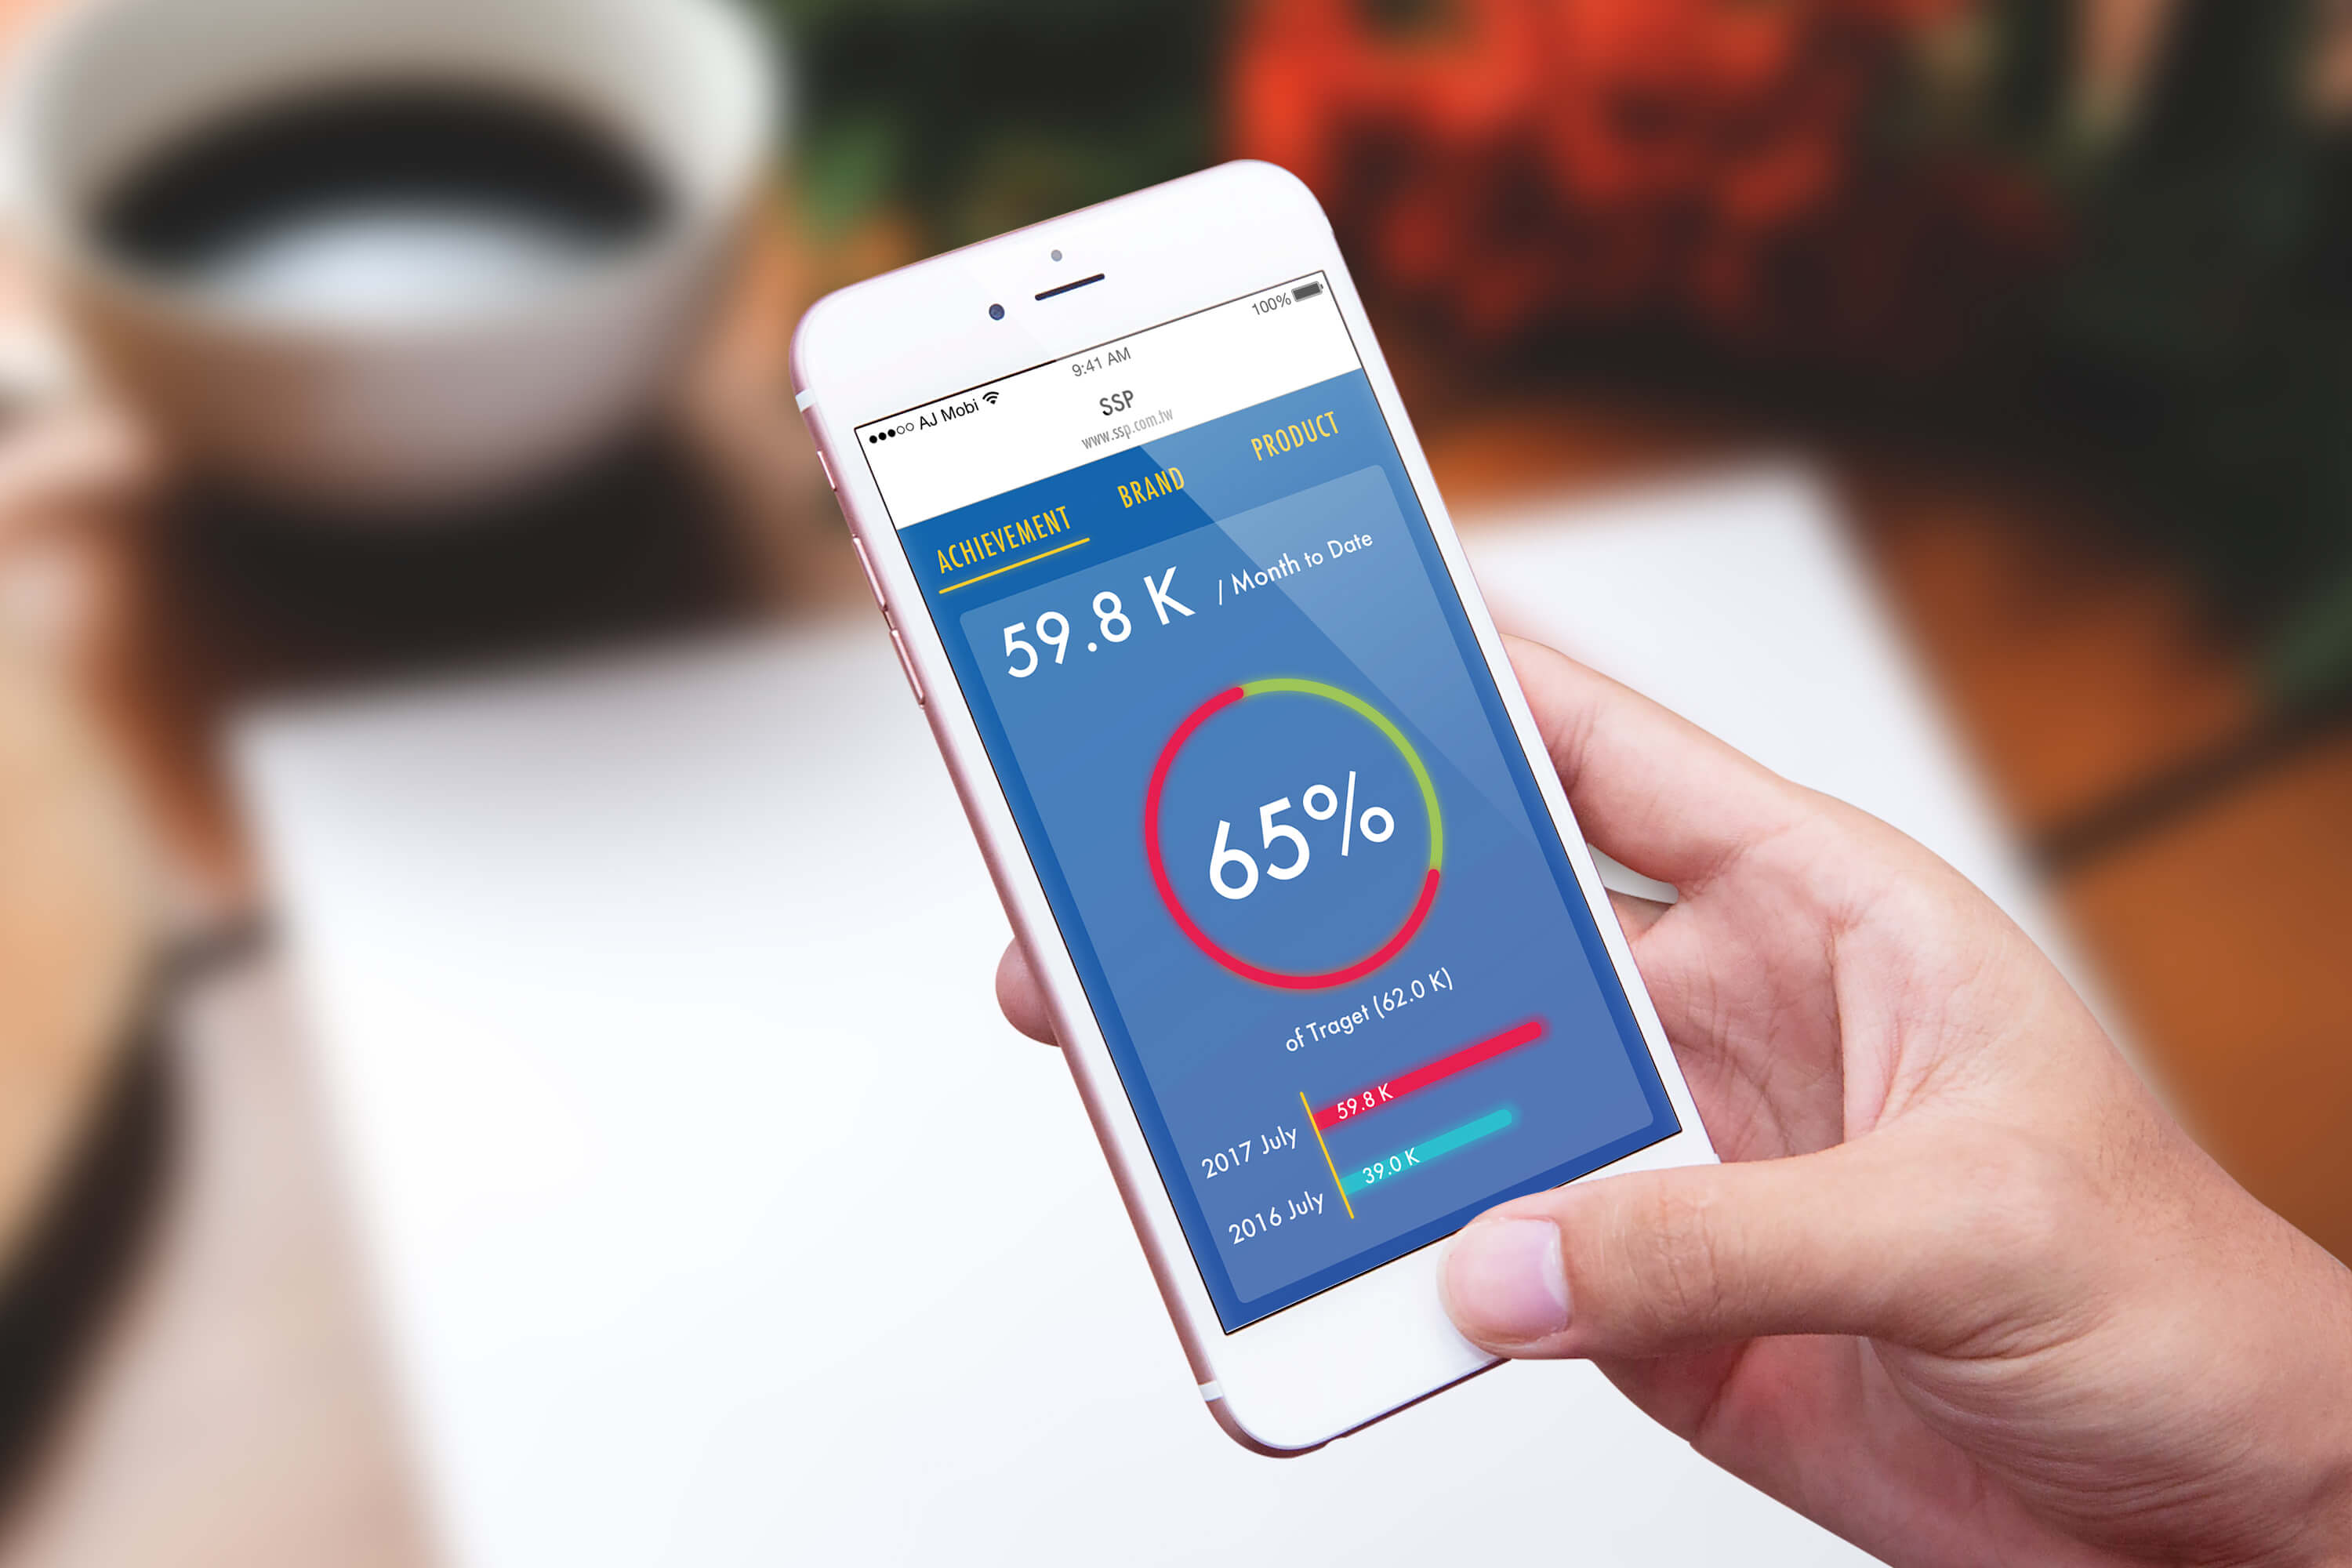 AJ Mobi
9:41 AM
100%
SSP
www.ssp.com.tw
ACHIEVEMENT BRAND PRODUCT
59.8 K / Month to Date
65%
of Traget (62.0 K)
2017 July 59.8 K
2016 July 39.0 K